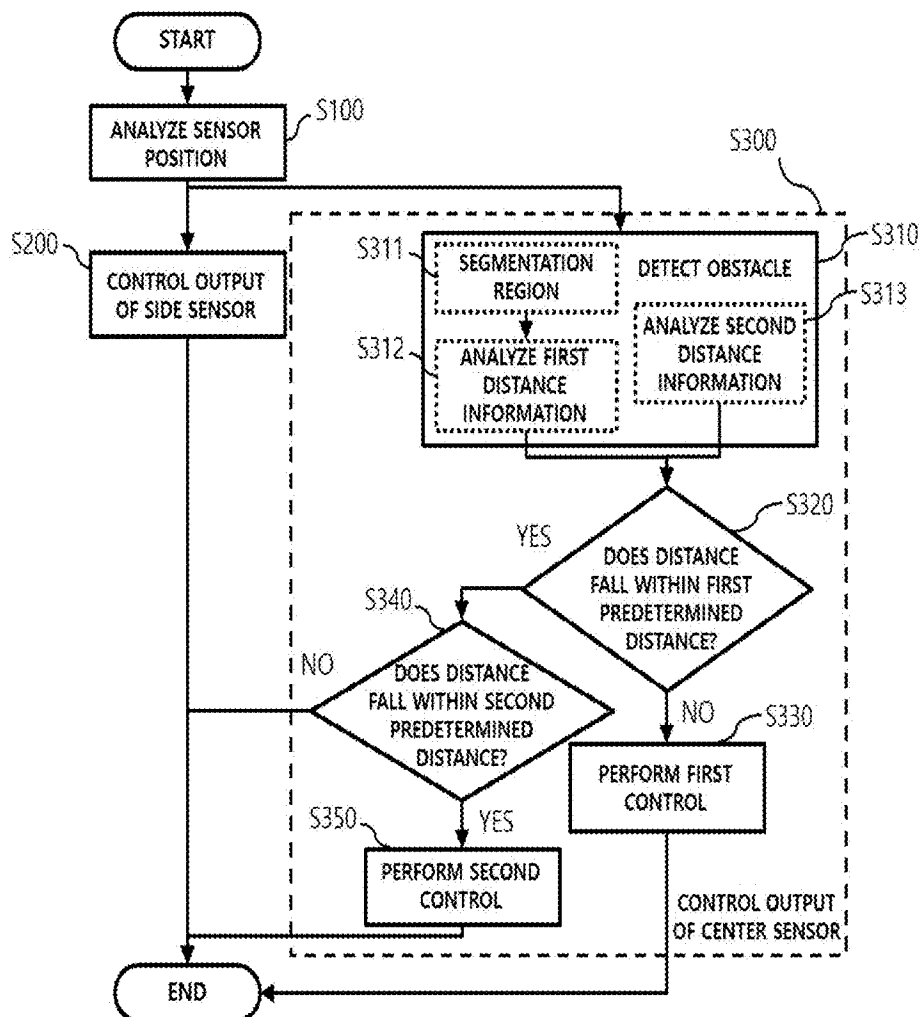 START
S100
ANALYZE SENSOR
POSITION
S300
S200
CONTROL OUTPUT
OF SIDE SENSOR
S310
S311
SEGMENTATION
REGION
DETECT OBSTACLE
S313
S312
ANALYZE FIRST
DISTANCE
INFORMATION
ANALYZE SECOND
DISTANCE
INFORMATION
S320
YES
DOES DISTANCE
FALL WITHIN FIRST
PREDETERMINED
DISTANCE?
S340
NO
DOES DISTANCE
FALL WITHIN SECOND
PREDETERMINED
DISTANCE?
NO
S330
PERFORM FIRST
CONTROL
S350
YES
PERFORM SECOND
CONTROL
CONTROL OUTPUT
OF CENTER SENSOR
END